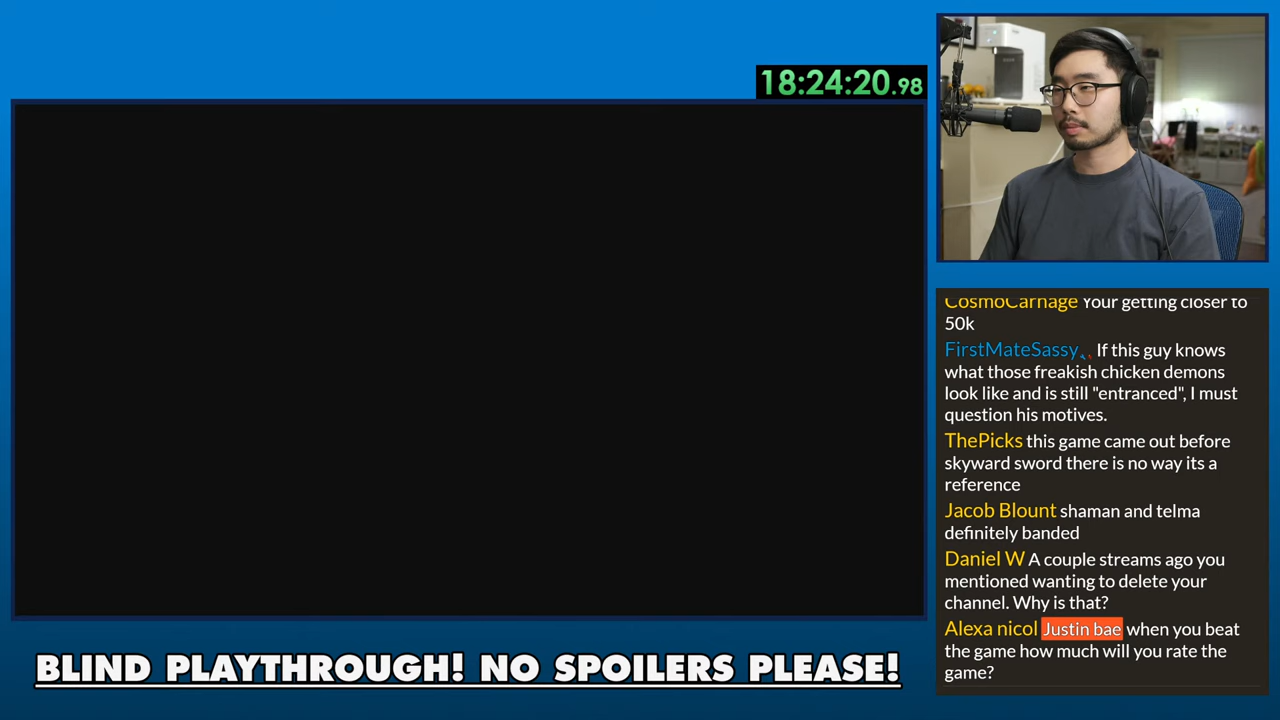 18:24:20.98
CosmoCarnage Your getting closer to
50k
FirstMateSassy If this guy knows
what those freakish chicken demons
look like and is still "entranced", I must
question his motives.
ThePicks this game came out before
skyward sword there is no way its a
reference
Jacob Blount shaman and telma
definitely banded
Daniel W A couple streams ago you
mentioned wanting to delete your
channel. Why is that?
Alexa nicol Justin bae when you beat
the game how much will you rate the
game?
BLIND PLAYTHROUGH! NO SPOILERS PLEASE!